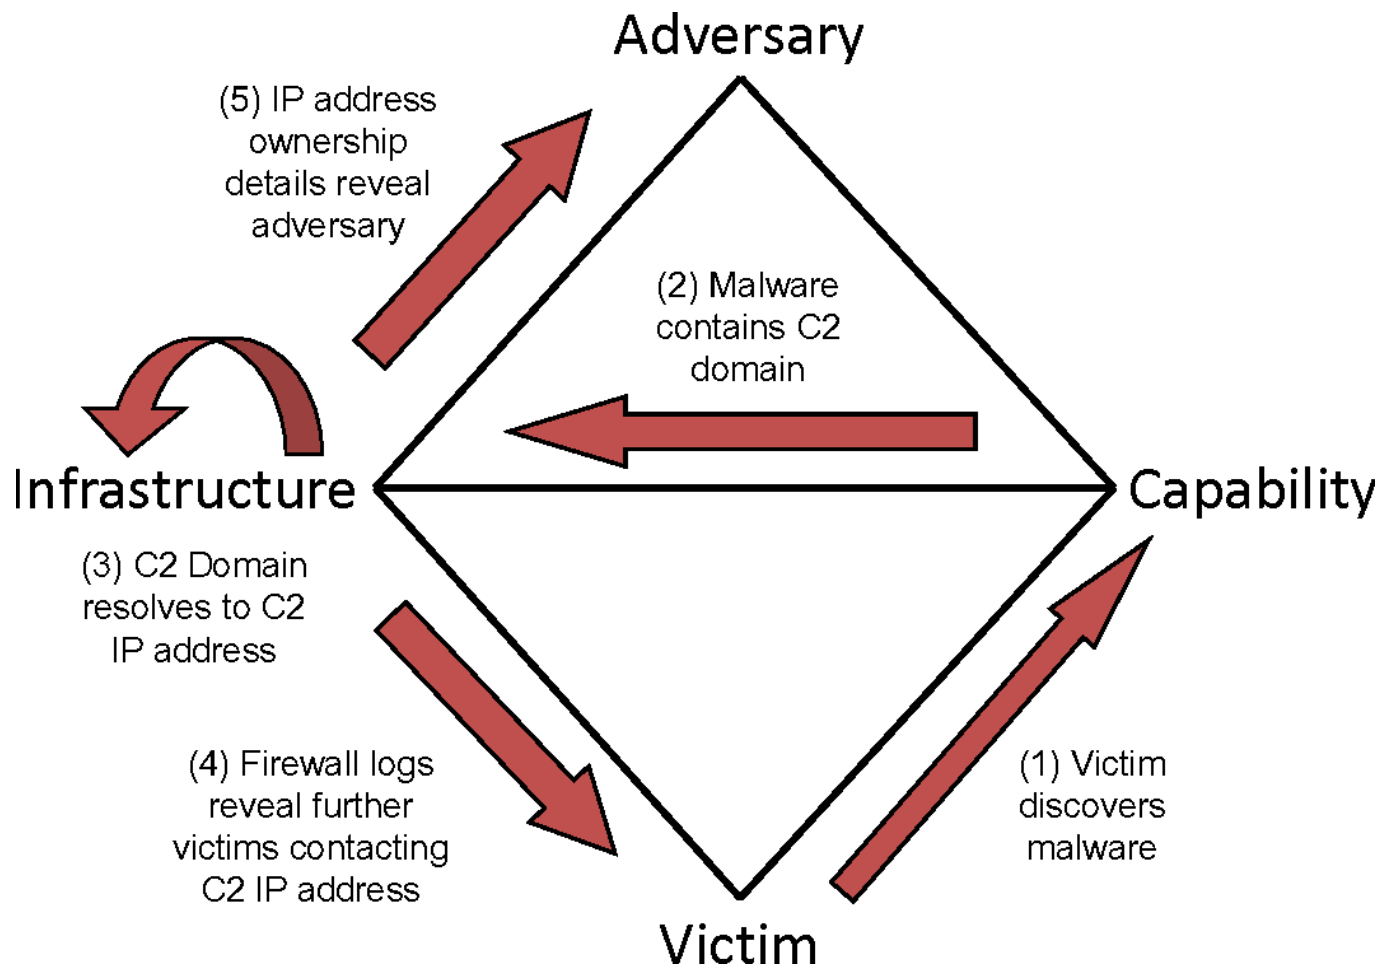 Adversary
(5) IP address
ownership
details reveal
adversary
(2) Malware
contains C2
domain
Infrastructure
Capability
(3) C2 Domain
resolves to C2
IP address
(4) Firewall logs
reveal further
victims contacting
C2 IP address
(1) Victim
discovers
malware
Victim